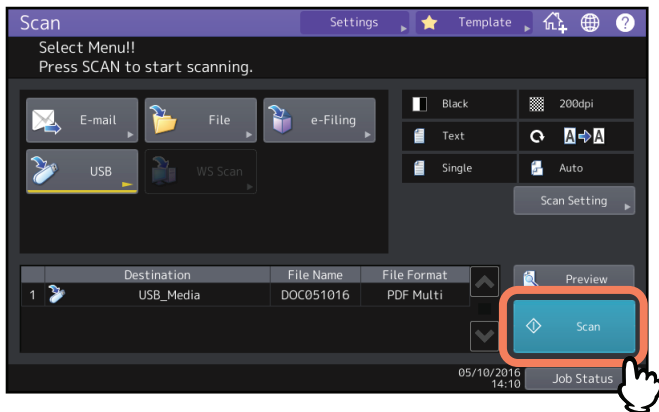 Scan
Settings
Template
?
Select Menu!!
Press SCAN to start scanning.
E-mail
File
e-Filing
USB
WS Scan
Black
200dpi
Text
A A
Single
Auto
Scan Setting
Destination File Name File Format
1 USB_Media DOC051016 PDF Multi
Preview
Scan
05/10/2016
14:10
Job Status